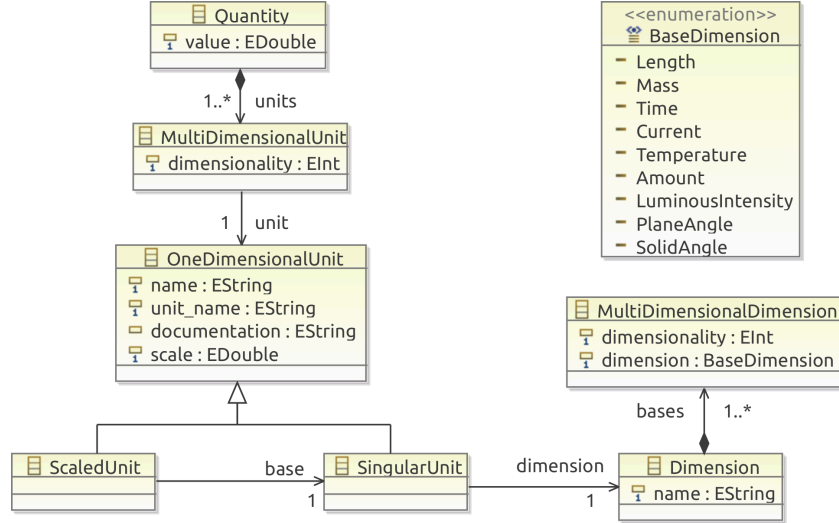 Quantity
value : EDouble
1..* units
MultiDimensionalUnit
dimensionality : EInt
1 unit
OneDimensionalUnit
name : EString
unit_name : EString
documentation : EString
scale : EDouble
ScaledUnit
base
1
SingularUnit
dimension
1
<<enumeration>>
BaseDimension
Length
Mass
Time
Current
Temperature
Amount
LuminousIntensity
PlaneAngle
SolidAngle
MultiDimensionalDimension
dimensionality : EInt
dimension : BaseDimension
bases 1..*
Dimension
name : EString